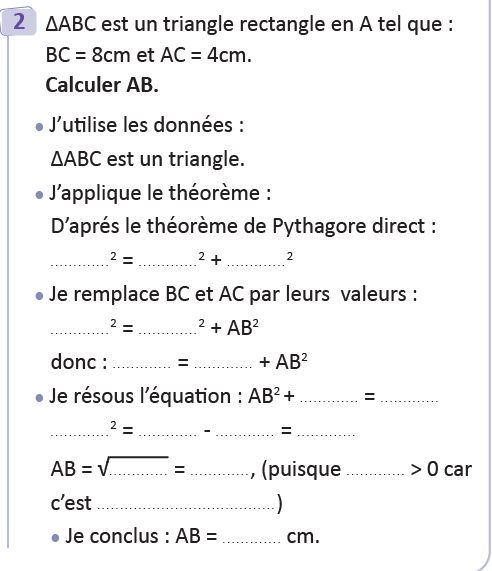 2 ΔABC est un triangle rectangle en A tel que :
BC = 8cm et AC = 4cm.
Calculer AB.
• J’utilise les données :
ΔABC est un triangle.
• J’applique le théorème :
D’aprés le théorème de Pythagore direct :
............² = ............² + ............²
• Je remplace BC et AC par leurs valeurs :
............² = ............² + AB²
donc : ............ = ............ + AB²
• Je résous l’équation : AB² + ............ = ............
............² = ............ - ............ = ............
AB = √............ = ............, (puisque ............ > 0 car
c’est ....................................)
• Je conclus : AB = ............ cm.